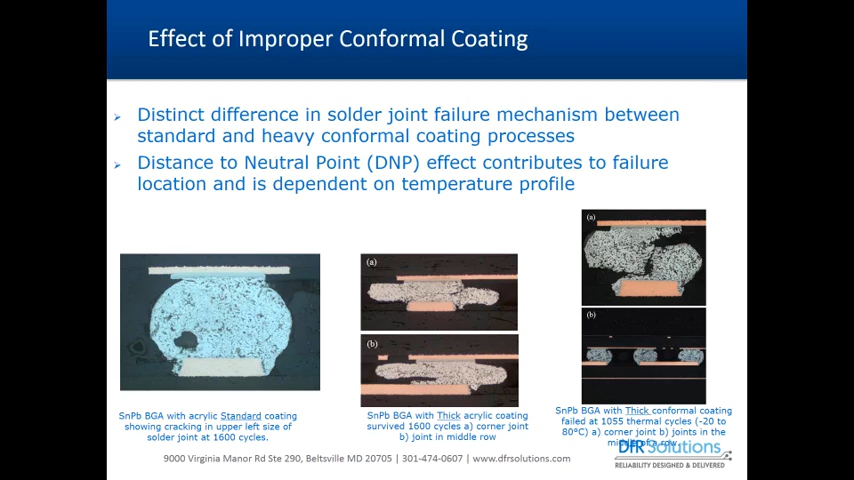 Effect of Improper Conformal Coating
Distinct difference in solder joint failure mechanism between
standard and heavy conformal coating processes
Distance to Neutral Point (DNP) effect contributes to failure
location and is dependent on temperature profile
(a)
(b)
(a)
(b)
SnPb BGA with acrylic Standard coating
showing cracking in upper left size of
solder joint at 1600 cycles.
SnPb BGA with Thick acrylic coating
survived 1600 cycles a) corner joint
b) joint in middle row
SnPb BGA with Thick conformal coating
failed at 1055 thermal cycles (-20 to
80°C) a) corner joint b) joints in the
middle of a row.
9000 Virginia Manor Rd Ste 290, Beltsville MD 20705 | 301-474-0607 | www.dfrsolutions.com
DfR Solutions
RELIABILITY DESIGNED & DELIVERED